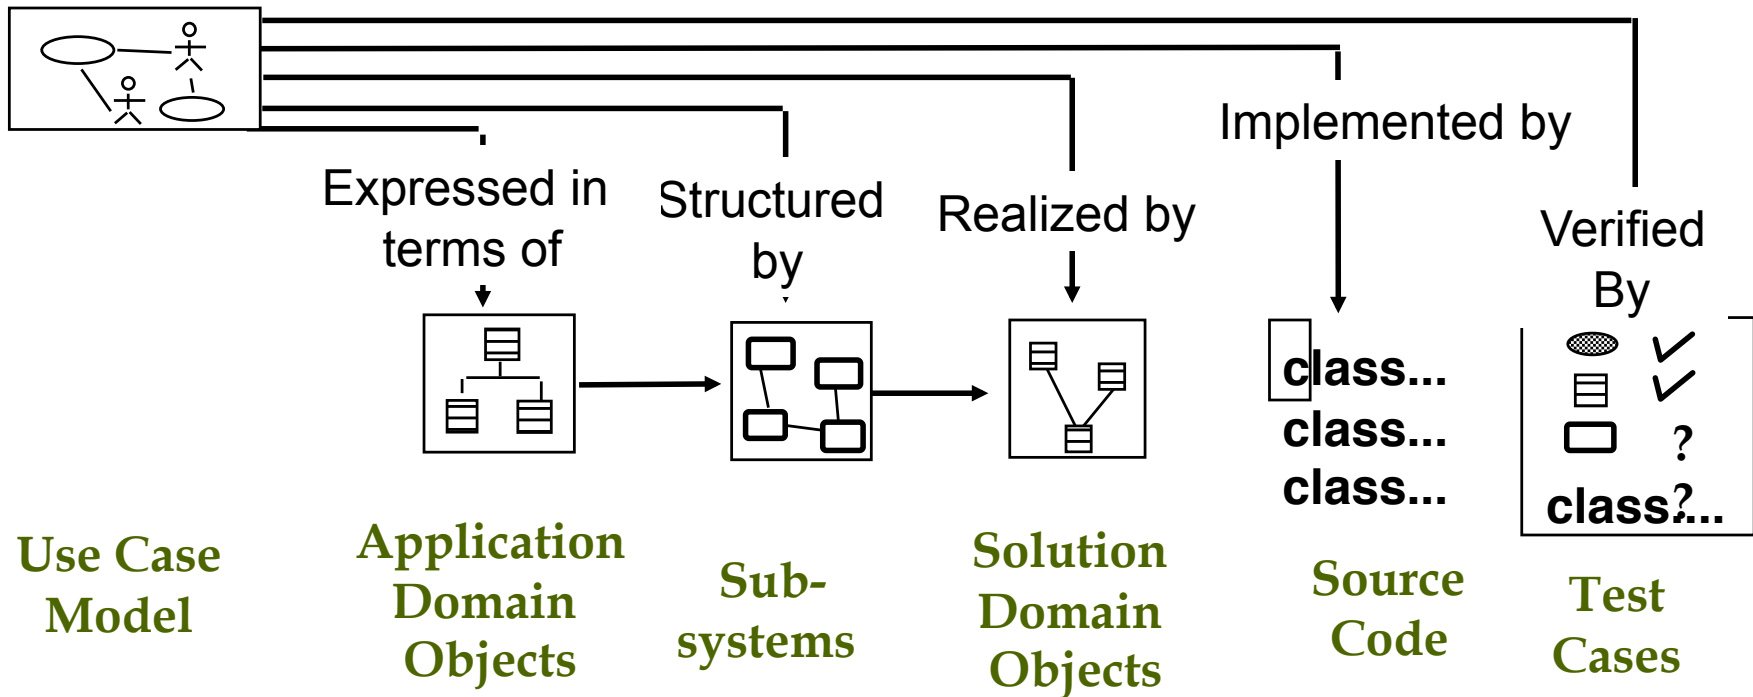 Expressed in
terms of
Structured
by
Realized by
Implemented by
Verified
By
class...
class...
class...
?
?
class....
Use Case
Model
Application
Domain
Objects
Sub-
systems
Solution
Domain
Objects
Source
Code
Test
Cases